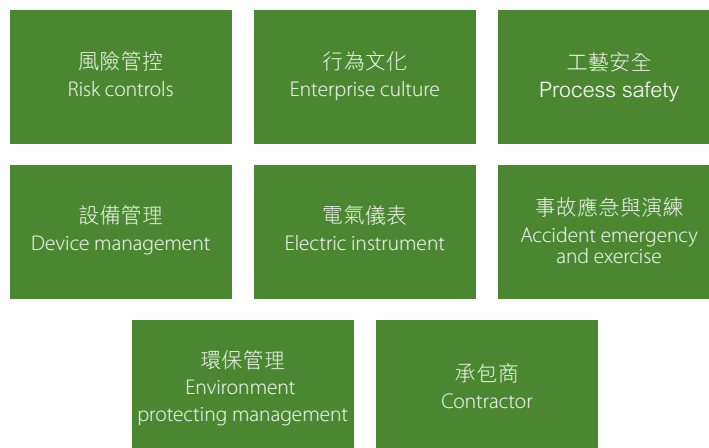 風險管控
Risk controls
行為文化
Enterprise culture
工藝安全
Process safety
設備管理
Device management
電氣儀表
Electric instrument
事故應急與演練
Accident emergency
and exercise
環保管理
Environment
protecting management
承包商
Contractor